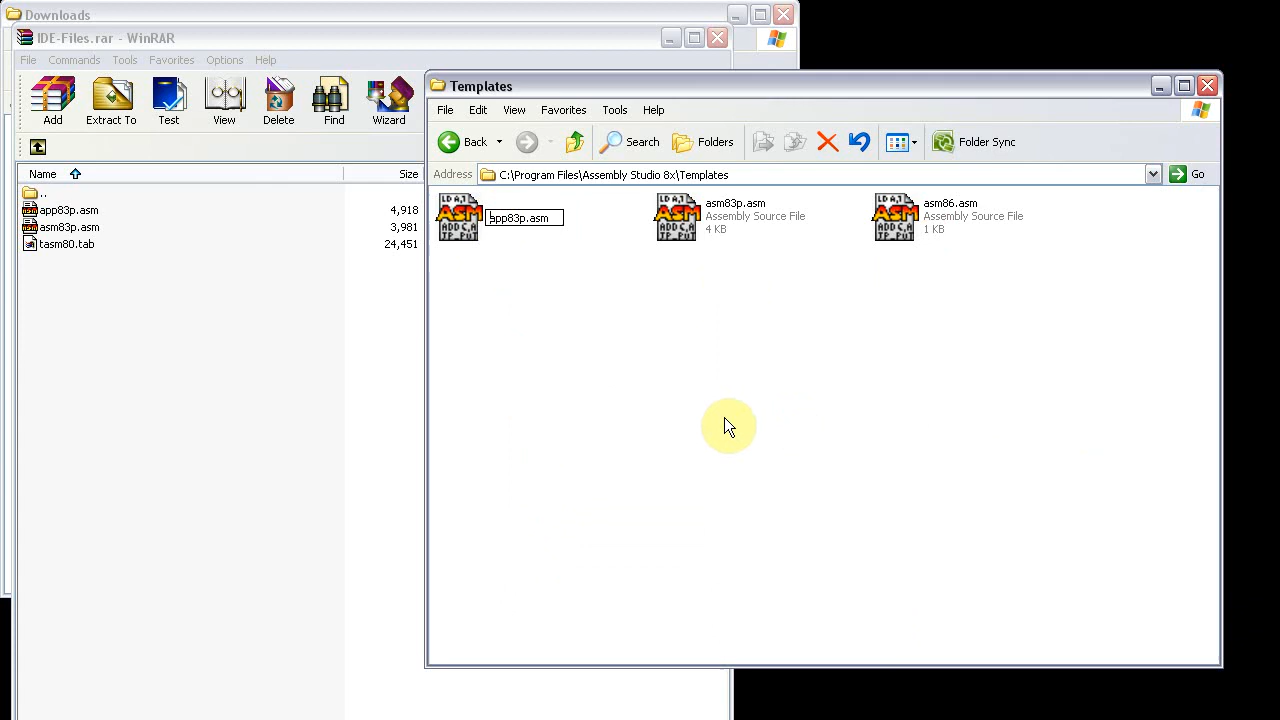 Downloads
IDE-Files.rar - WinRAR
File Commands Tools Favorites Options Help
Add Extract To Test View Delete Find Wizard
Name Size
..
app83p.asm 4,918
asm83p.asm 3,981
tasm80.tab 24,451
Templates
File Edit View Favorites Tools Help
Back Search Folders Folder Sync
Address C:\Program Files\Assembly Studio 8x\Templates Go
app83p.asm
asm83p.asm
Assembly Source File
4 KB
asm86.asm
Assembly Source File
1 KB